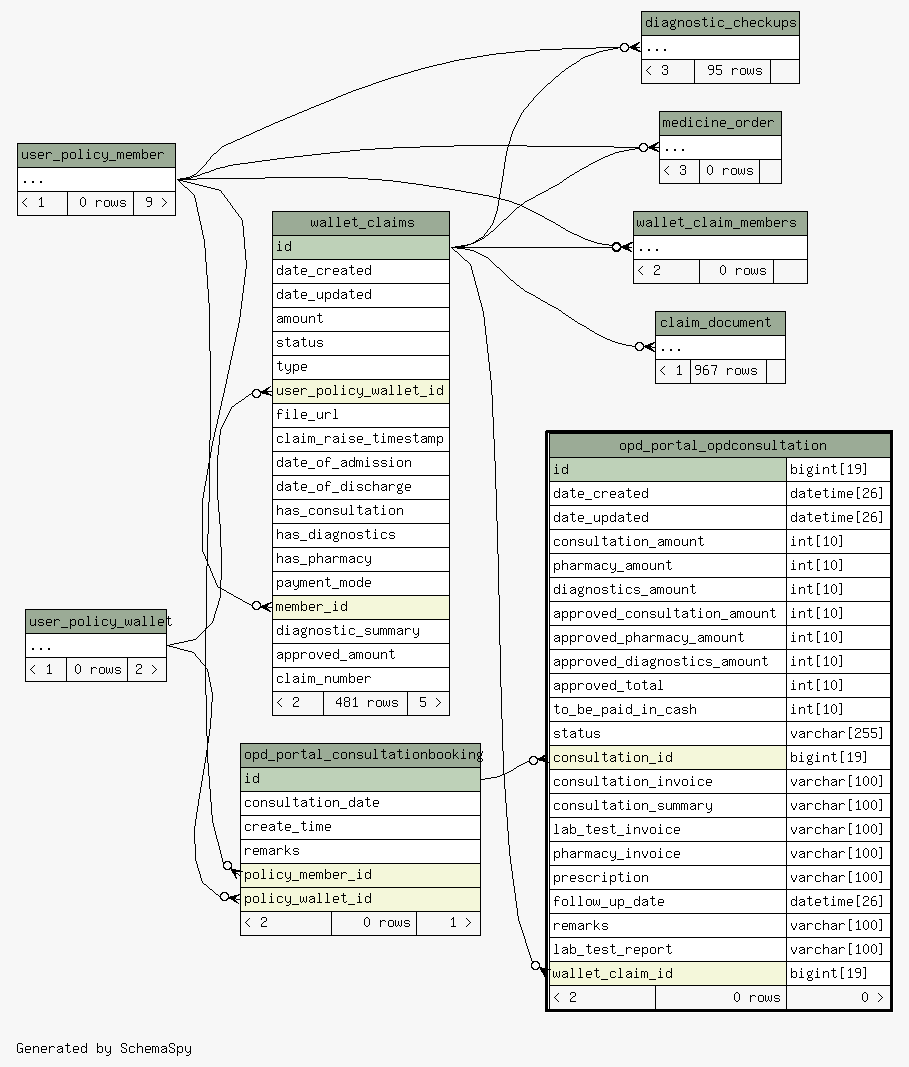 diagnostic_checkups
...
< 3 95 rows
medicine_order
...
< 3 0 rows
user_policy_member
...
< 1 0 rows 9 >
wallet_claim_members
...
< 2 0 rows
claim_document
...
< 1 967 rows
wallet_claims
id
date_created
date_updated
amount
status
type
user_policy_wallet_id
file_url
claim_raise_timestamp
date_of_admission
date_of_discharge
has_consultation
has_diagnostics
has_pharmacy
payment_mode
member_id
diagnostic_summary
approved_amount
claim_number
< 2 481 rows 5 >
user_policy_wallet
...
< 1 0 rows 2 >
opd_portal_consultationbooking
id
consultation_date
create_time
remarks
policy_member_id
policy_wallet_id
< 2 0 rows 1 >
opd_portal_opdconsultation
id bigint[19]
date_created datetime[26]
date_updated datetime[26]
consultation_amount int[10]
pharmacy_amount int[10]
diagnostics_amount int[10]
approved_consultation_amount int[10]
approved_pharmacy_amount int[10]
approved_diagnostics_amount int[10]
approved_total int[10]
to_be_paid_in_cash int[10]
status varchar[255]
consultation_id bigint[19]
consultation_invoice varchar[100]
consultation_summary varchar[100]
lab_test_invoice varchar[100]
pharmacy_invoice varchar[100]
prescription varchar[100]
follow_up_date datetime[26]
remarks varchar[100]
lab_test_report varchar[100]
wallet_claim_id bigint[19]
< 2 0 rows 0 >
Generated by SchemaSpy